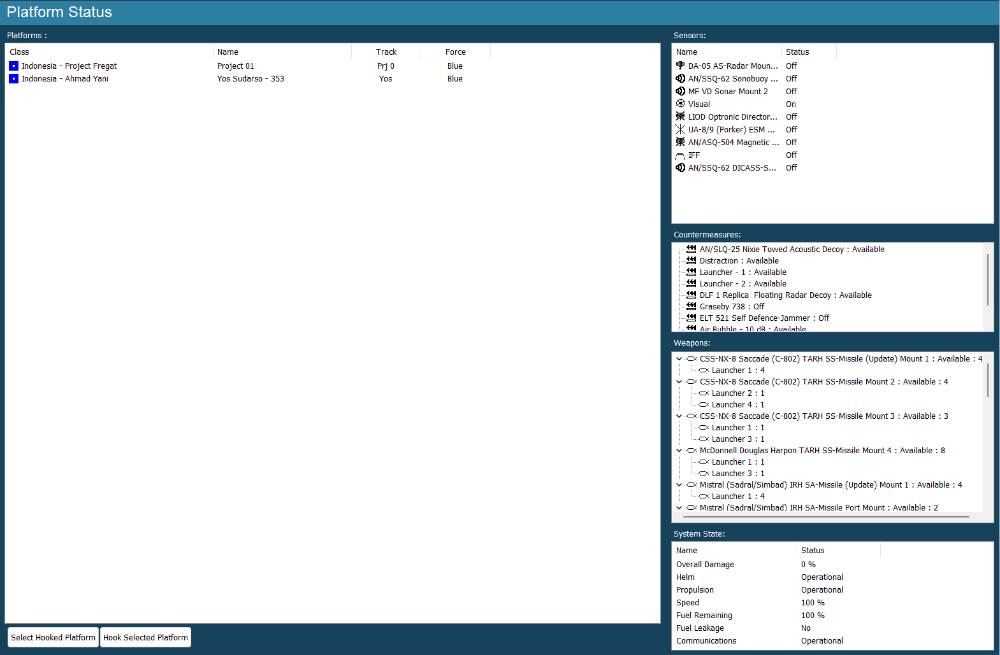 Platform Status
Platforms :
Class Name Track Force
Indonesia - Project Fregat Project 01 Prj 0 Blue
Indonesia - Ahmad Yani Yos Sudarso - 353 Yos Blue
Select Hooked Platform Hook Selected Platform
Sensors:
Name Status
DA-05 AS-Radar Moun... Off
AN/SSQ-62 Sonobuoy ... Off
MF VD Sonar Mount 2 Off
Visual On
LIOD Optronic Director... Off
UA-8/9 (Porker) ESM ... Off
AN/ASQ-504 Magnetic ... Off
IFF Off
AN/SSQ-62 DICASS-S... Off
Countermeasures:
AN/SLQ-25 Nixie Towed Acoustic Decoy : Available
Distraction : Available
Launcher - 1 : Available
Launcher - 2 : Available
DLF 1 Replica  Floating Radar Decoy : Available
Graseby 738 : Off
ELT 521 Self Defence-Jammer : Off
Air Bubble - 10 dB : Available
Weapons:
CSS-NX-8 Saccade (C-802) TARH SS-Missile (Update) Mount 1 : Available : 4
Launcher 1 : 4
CSS-NX-8 Saccade (C-802) TARH SS-Missile Mount 2 : Available : 4
Launcher 2 : 1
Launcher 4 : 1
CSS-NX-8 Saccade (C-802) TARH SS-Missile Mount 3 : Available : 3
Launcher 1 : 1
Launcher 3 : 1
McDonnell Douglas Harpon TARH SS-Missile Mount 4 : Available : 8
Launcher 1 : 1
Launcher 3 : 1
Mistral (Sadral/Simbad) IRH SA-Missile (Update) Mount 1 : Available : 4
Launcher 1 : 4
Mistral (Sadral/Simbad) IRH SA-Missile Port Mount : Available : 2
System State:
Name Status
Overall Damage 0 %
Helm Operational
Propulsion Operational
Speed 100 %
Fuel Remaining 100 %
Fuel Leakage No
Communications Operational